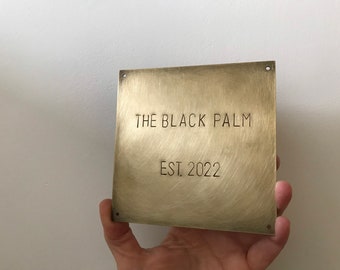 THE BLACK PALM
EST. 2022